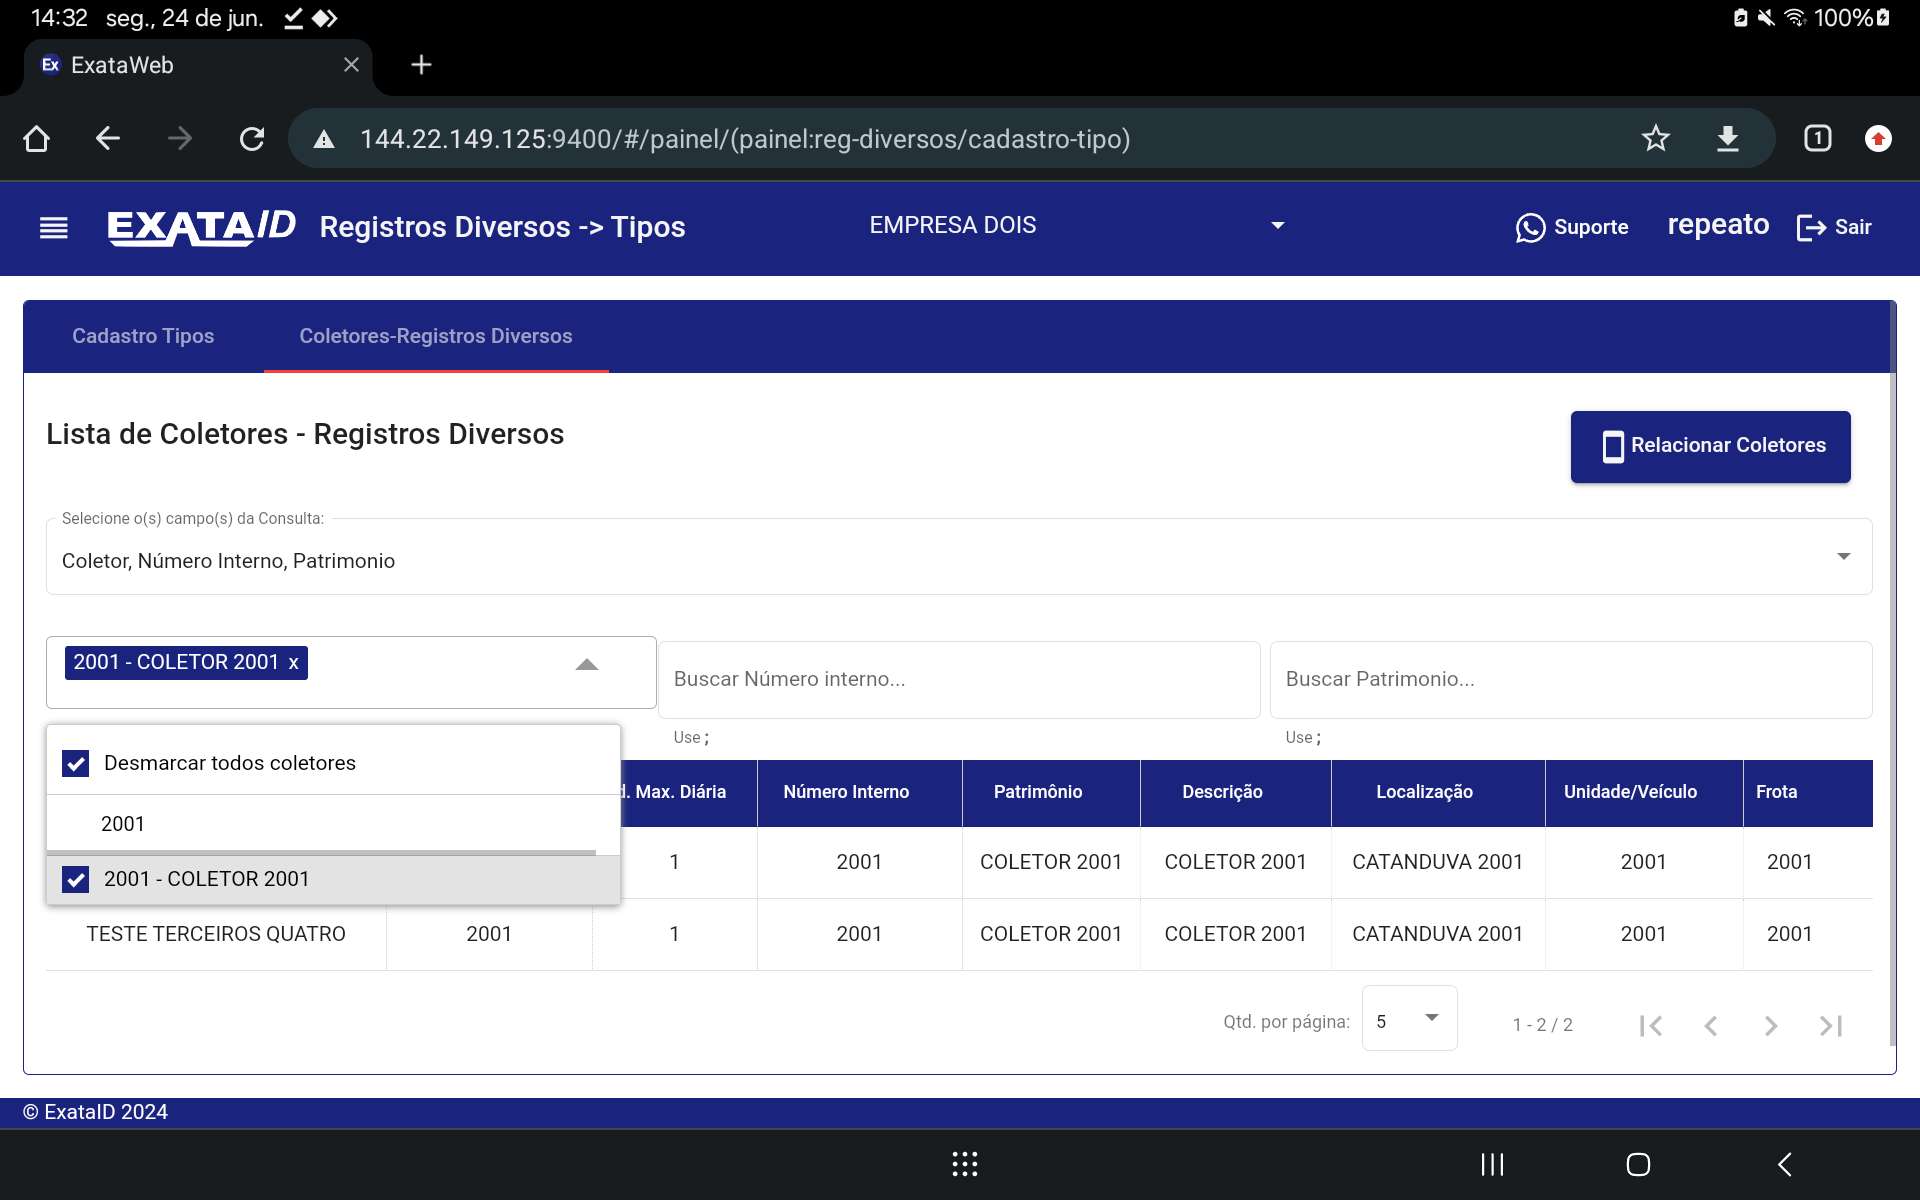 14:32 seg., 24 de jun. 100%
Ex ExataWeb
144.22.149.125:9400/#/painel/(painel:reg-diversos/cadastro-tipo) 1
EXATAID Registros Diversos -> Tipos EMPRESA DOIS Suporte repeato Sair
Cadastro Tipos Coletores-Registros Diversos
Lista de Coletores - Registros Diversos
Relacionar Coletores
Selecione o(s) campo(s) da Consulta:
Coletor, Número Interno, Patrimonio
2001 - COLETOR 2001 x
Buscar Número interno... Buscar Patrimonio...
Use ; Use ;
Desmarcar todos coletores
2001
2001 - COLETOR 2001
d. Max. Diária Número Interno Patrimônio Descrição Localização Unidade/Veículo Frota
1 2001 COLETOR 2001 COLETOR 2001 CATANDUVA 2001 2001 2001
TESTE TERCEIROS QUATRO 2001 1 2001 COLETOR 2001 COLETOR 2001 CATANDUVA 2001 2001 2001
Qtd. por página: 5 1 - 2 / 2
© ExataID 2024